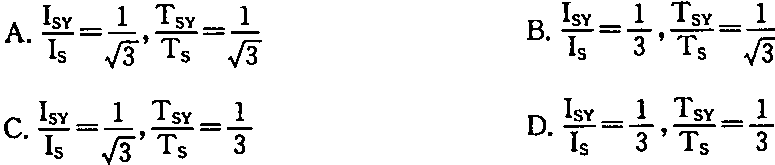 A. I_SY/I_S=1/√3,T_SY/T_S=1/√3
B. I_SY/I_S=1/3,T_SY/T_S=1/√3
C. I_SY/I_S=1/√3,T_SY/T_S=1/3
D. I_SY/I_S=1/3,T_SY/T_S=1/3